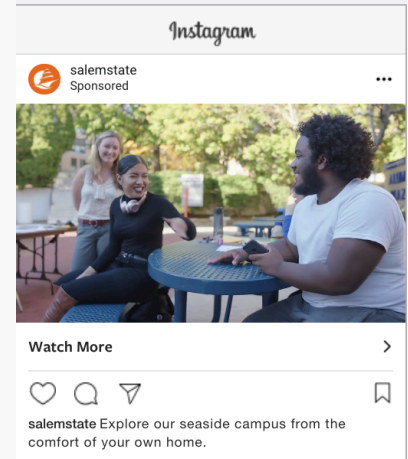 Instagram
salemstate
Sponsored
Watch More
salemstate Explore our seaside campus from the
comfort of your own home.